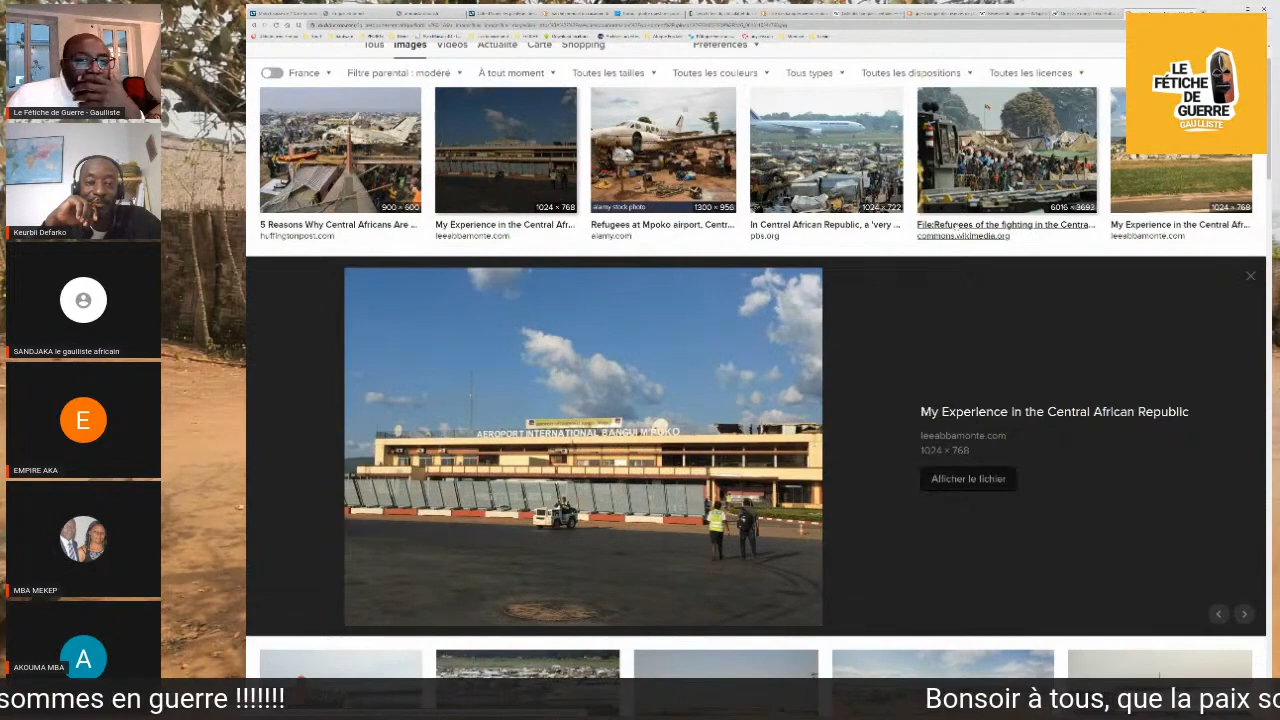 Tous Images Vidéos Actualité Carte Shopping Préférences
France Filtre parental : modéré À tout moment Toutes les tailles Toutes les couleurs Tous types Toutes les dispositions Toutes les licences
LE
FÉTICHE
DE
GUERRE
GAULLISTE
Le Fétiche de Guerre - Gaulliste
Keurbli Defarko
SANDJAKA le gaulliste africain
E
EMPIRE AKA
MBA MEKEP
A
AKOUMA MBA
900 × 600
1024 × 768
alamy stock photo
1300 × 956
1024 × 722
6016 × 3693
1024 × 768
5 Reasons Why Central Africans Are ...
huffingtonpost.com
My Experience in the Central Afr...
leeabbamonte.com
Refugees at Mpoko airport, Centr...
alamy.com
In Central African Republic, a 'very ...
pbs.org
File:Refugees of the fighting in the Centra...
commons.wikimedia.org
My Experience in the Central Afr...
leeabbamonte.com
AEROPORT INTERNATIONAL BANGUI M'POKO
My Experience in the Central African Republic
leeabbamonte.com
1024 × 768
Afficher le fichier
sommes en guerre !!!!!!!
Bonsoir à tous, que la paix so